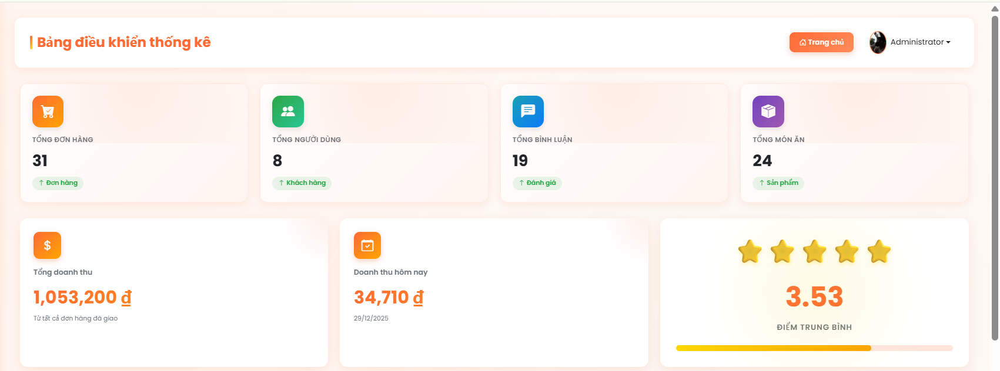 Bảng điều khiển thống kê
Trang chủ
Administrator
TỔNG ĐƠN HÀNG
31
↑ Đơn hàng
TỔNG NGƯỜI DÙNG
8
↑ Khách hàng
TỔNG BÌNH LUẬN
19
↑ Đánh giá
TỔNG MÓN ĂN
24
↑ Sản phẩm
$
Tổng doanh thu
1,053,200 ₫
Từ tất cả đơn hàng đã giao
Doanh thu hôm nay
34,710 ₫
29/12/2025
3.53
ĐIỂM TRUNG BÌNH